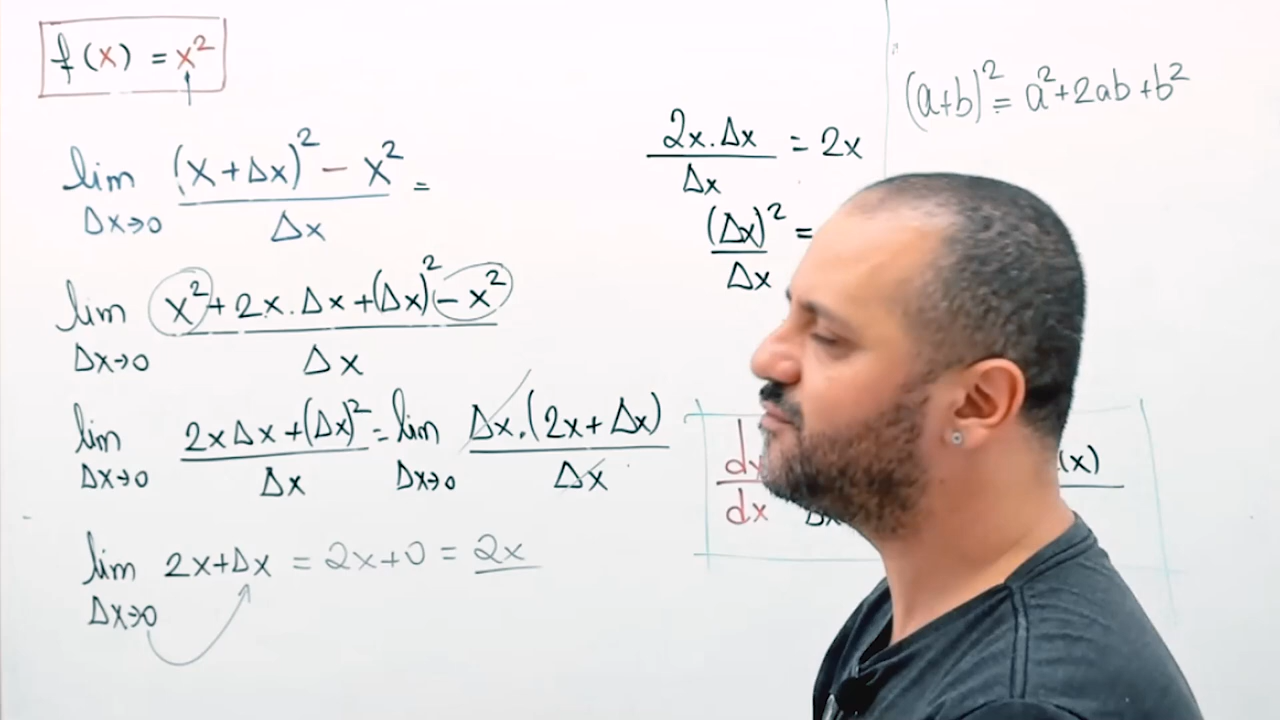 f(x) = x²
lim Δx→0 ((x+Δx)² − x²)/Δx =
lim Δx→0 (x² + 2x.Δx + (Δx)² − x²)/Δx
lim Δx→0 (2xΔx + (Δx)²)/Δx = lim Δx→0 (Δx.(2x + Δx))/Δx
lim Δx→0 2x+Δx = 2x+0 = 2x
(2x.Δx)/Δx = 2x
(Δx)²/Δx =
(a+b)² = a²+2ab+b²
dx
(x)